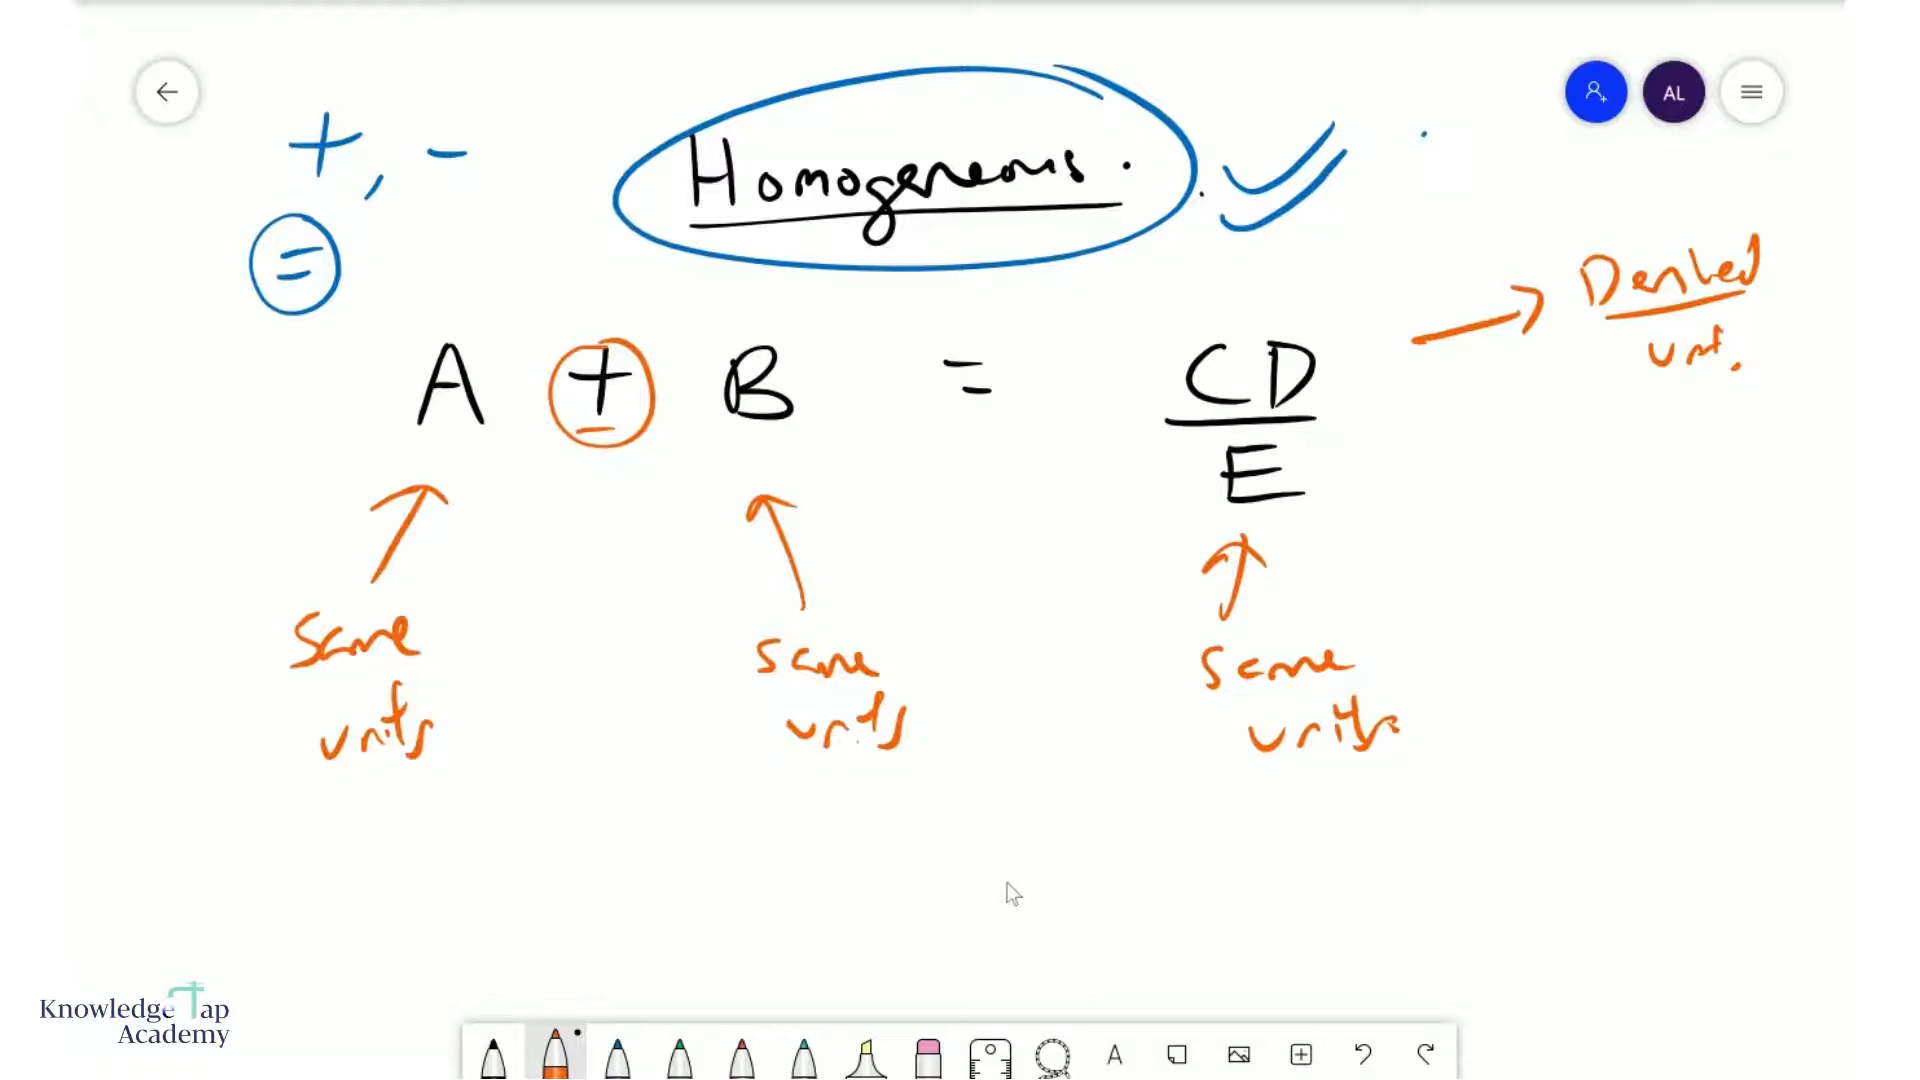 AL
+, -
Homogeneous.
=
Derived
unit.
A + B = CD
E
Same
units
same
units
same
units
Knowledge Tap
Academy
A